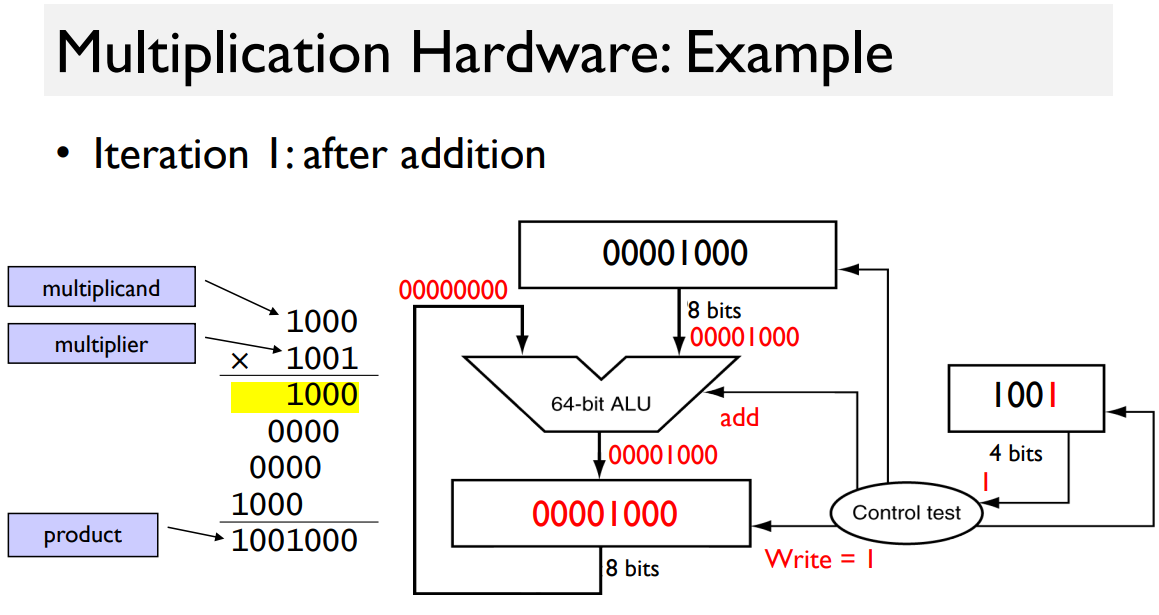 Multiplication Hardware: Example
• Iteration 1: after addition
multiplicand
multiplier
product
1000
× 1001
1000
0000
0000
1000
1001000
00001000
00000000
8 bits
00001000
64-bit ALU
add
00001000
00001000
8 bits
1001
4 bits
1
Control test
Write = 1